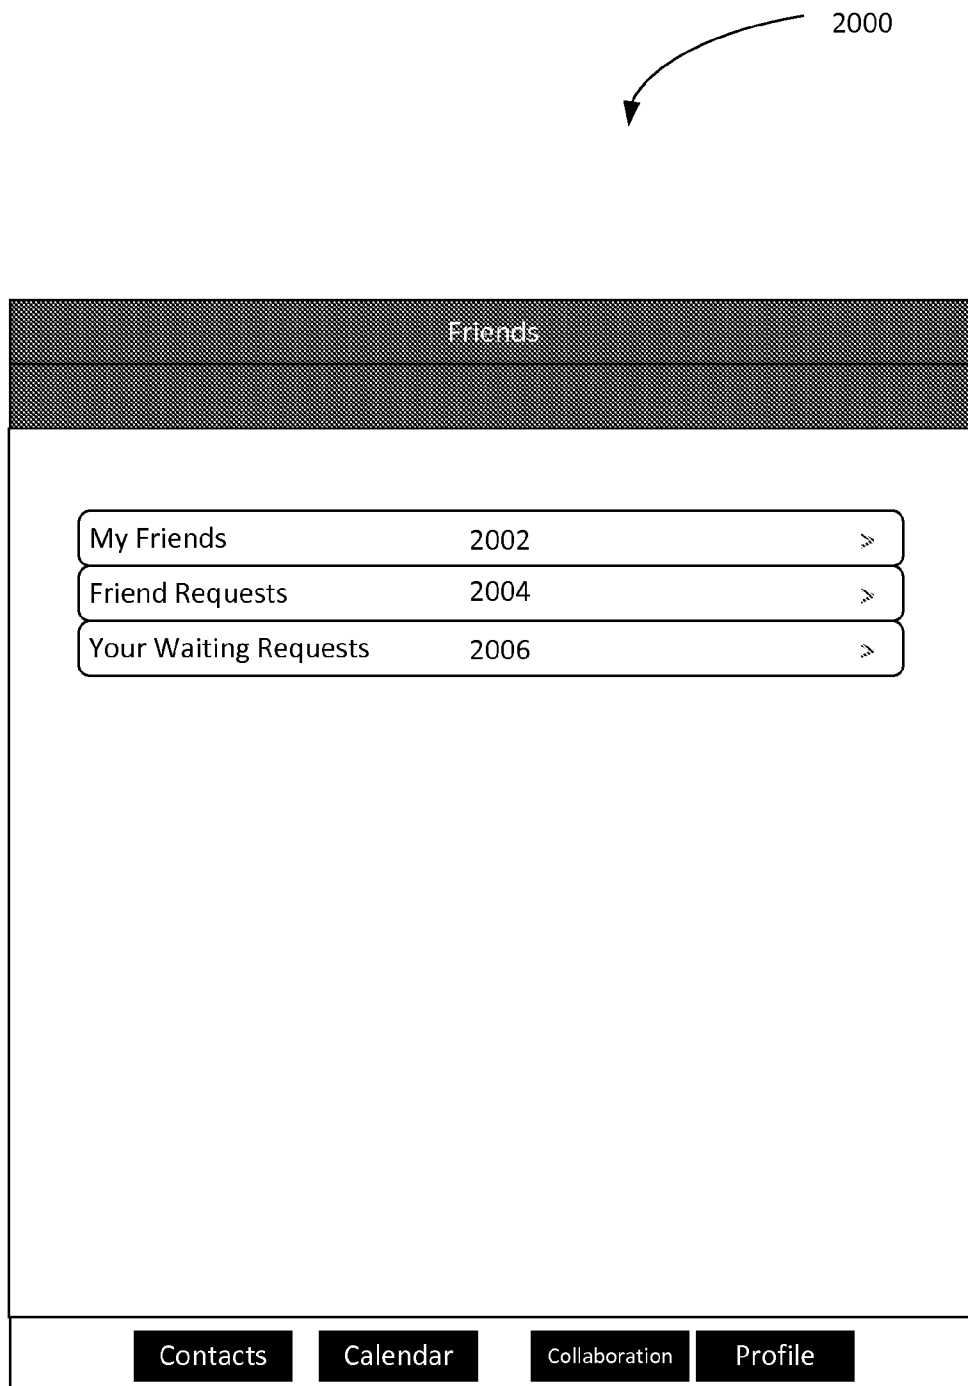 2000
Friends
My Friends 2002 >
Friend Requests 2004 >
Your Waiting Requests 2006 >
Contacts Calendar Collaboration Profile